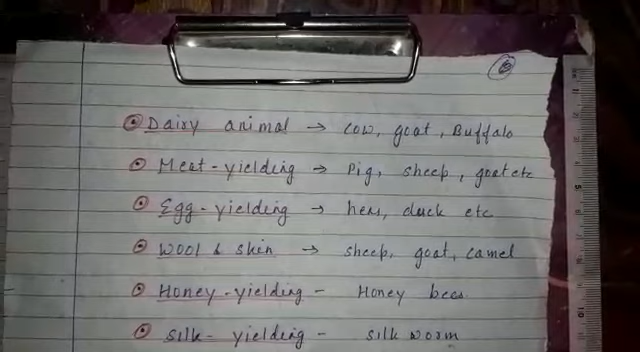 Dairy animal → cow, goat, Buffalo
Meat-yielding → Pig, sheep, goat etc
Egg-yielding → hens, duck etc
Wool & skin → sheep, goat, camel
Honey-yielding - Honey bees
Silk-yielding - silk worm